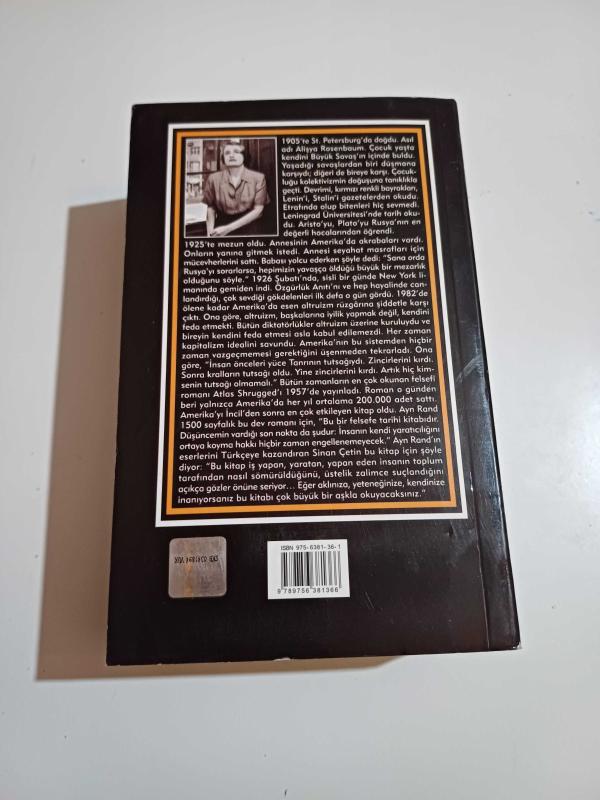 1905'te St. Petersburg'da doğdu. Asıl
adı Alişya Rosenbaum. Çocuk yaşta
kendini Büyük Savaş'ın içinde buldu.
Yaşadığı savaşlardan biri düşmana
karşıydı; diğeri de bireye karşı. Çocuk-
luğu kolektivizmin doğuşuna tanıklıkla
geçti. Devrimi, kırmızı renkli bayrakları,
Lenin'i, Stalin'i gazetelerden okudu.
Etrafında olup bitenleri hiç sevmedi.
Leningrad Üniversitesi'nde tarih oku-
du. Aristo'yu, Plato'yu Rusya'nın en
değerli hocalarından öğrendi.
1925'te mezun oldu. Annesinin Amerika'da akrabaları vardı.
Onların yanına gitmek istedi. Annesi seyahat masrafları için
mücevherlerini sattı. Babası yolcu ederken şöyle dedi: "Sana orda
Rusya'yı sorarlarsa, hepimizin yavaşça öldüğü büyük bir mezarlık
olduğunu söyle." 1926 Şubatı'nda, sisli bir günde New York li-
manında gemiden indi. Özgürlük Anıtı'nı ve hep hayalinde can-
landırdığı, çok sevdiği gökdelenleri ilk defa o gün gördü. 1982'de
ölene kadar Amerika'da esen altruizm rüzgârına şiddetle karşı
çıktı. Ona göre, altruizm, başkalarına iyilik yapmak değil, kendini
feda etmekti. Bütün diktatörlükler altruizm üzerine kuruluydu ve
bireyin kendini feda etmesi asla kabul edilemezdi. Her zaman
kapitalizm idealini savundu. Amerika'nın bu sistemden hiçbir
zaman vazgeçmemesi gerektiğini üşenmeden tekrarladı. Ona
göre, "İnsan önceleri yüce Tanrının tutsağıydı. Zincirlerini kırdı.
Sonra kralların tutsağı oldu. Yine zincirlerini kırdı. Artık hiç kim-
senin tutsağı olmamalı." Bütün zamanların en çok okunan felsefi
romanı Atlas Shrugged'ı 1957'de yayınladı. Roman o günden
beri yalnızca Amerika'da her yıl ortalama 200.000 adet sattı.
Amerika'yı İncil'den sonra en çok etkileyen kitap oldu. Ayn Rand
1500 sayfalık bu dev romanı için, "Bu bir felsefe tarihi kitabıdır.
Düşüncemin vardığı son nokta da şudur: İnsanın kendi yaratıcılığını
ortaya koyma hakkı hiçbir zaman engellenemeyecek." Ayn Rand'ın
eserlerini Türkçeye kazandıran Sinan Çetin bu kitap için şöyle
diyor: "Bu kitap iş yapan, yaratan, yapan eden insanın toplum
tarafından nasıl sömürüldüğünü, üstelik zalimce suçlandığını
açıkça gözler önüne seriyor... Eğer aklınıza, yeteneğinize, kendinize
inanıyorsanız bu kitabı çok büyük bir aşkla okuyacaksınız."
ISBN 975-6381-36-1
9 789756 381366